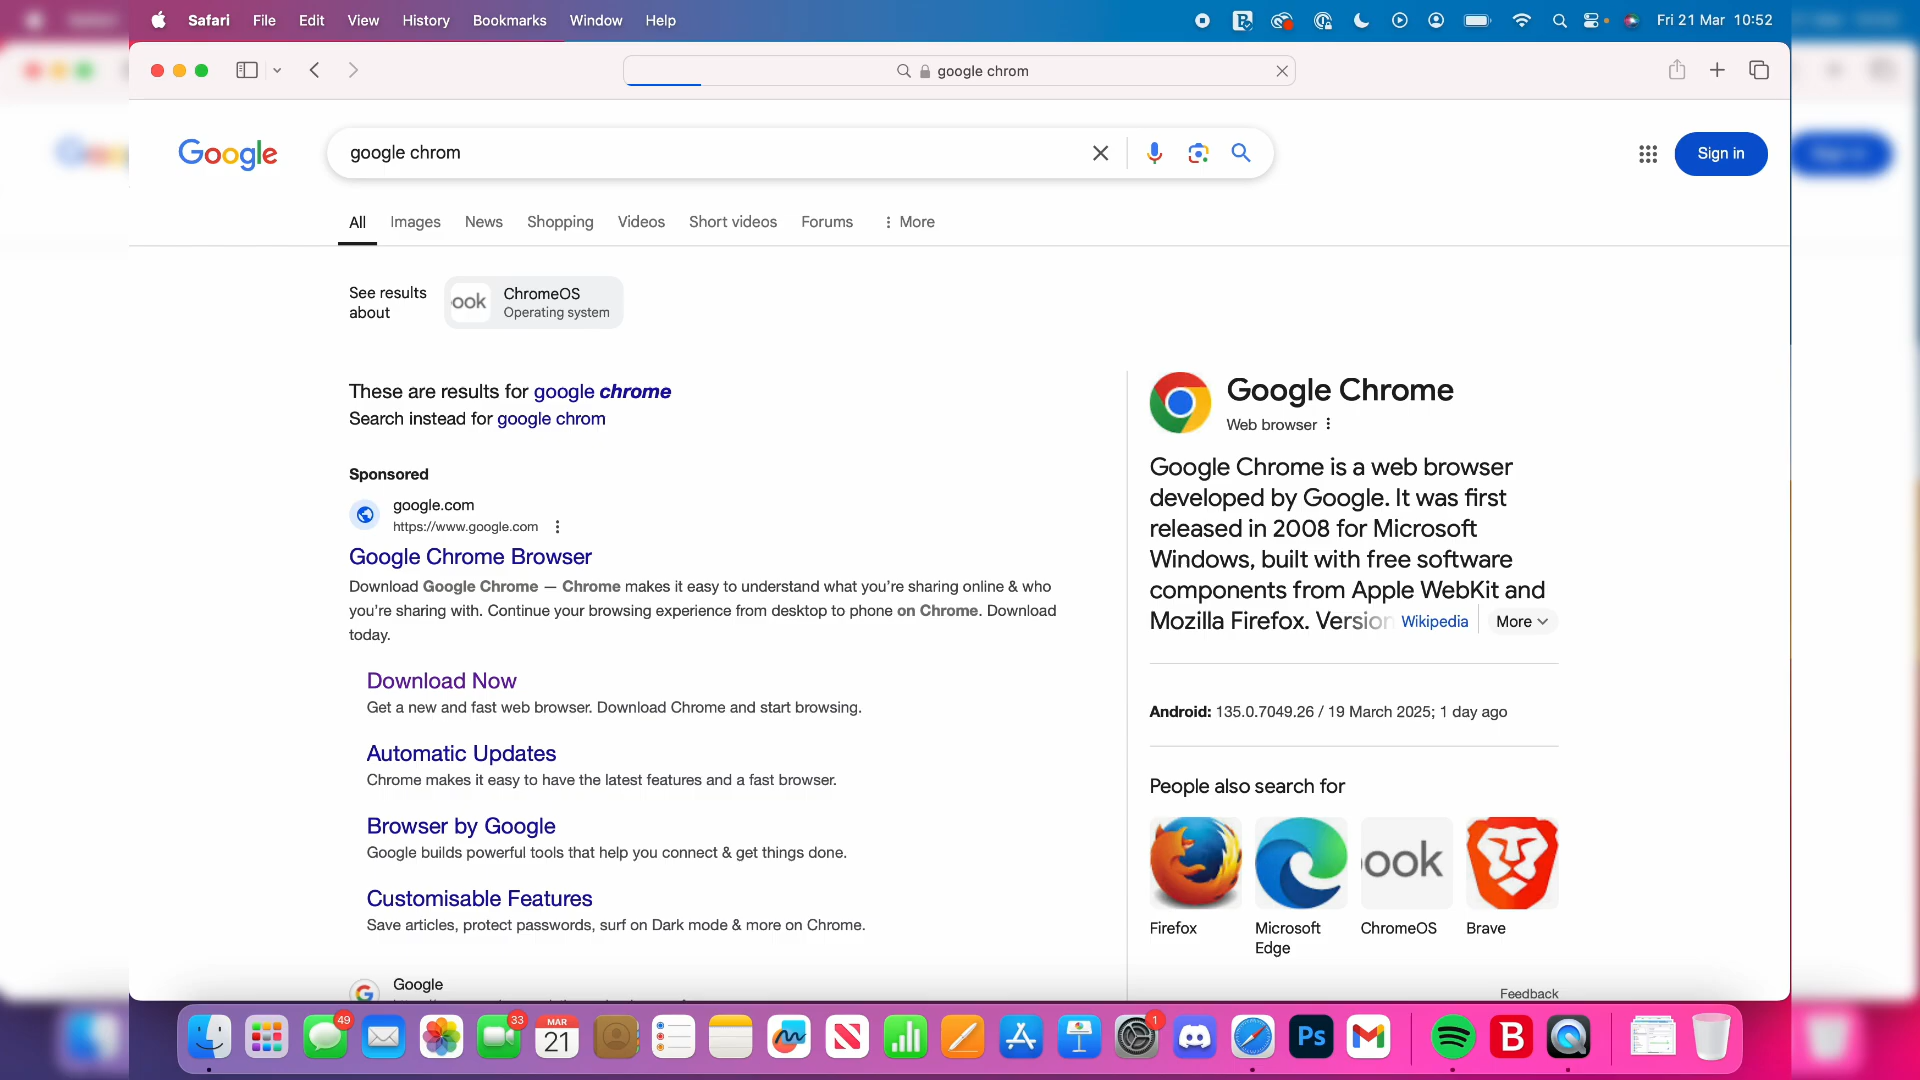 Safari File Edit View History Bookmarks Window Help
Fri 21 Mar 10:52
google chrom
Google
google chrom
Sign in
All Images News Shopping Videos Short videos Forums More
See results about
ook
ChromeOS
Operating system
These are results for google chrome
Search instead for google chrom
Sponsored
google.com
https://www.google.com
Google Chrome Browser
Download Google Chrome — Chrome makes it easy to understand what you're sharing online & who
you're sharing with. Continue your browsing experience from desktop to phone on Chrome. Download
today.
Download Now
Get a new and fast web browser. Download Chrome and start browsing.
Automatic Updates
Chrome makes it easy to have the latest features and a fast browser.
Browser by Google
Google builds powerful tools that help you connect & get things done.
Customisable Features
Save articles, protect passwords, surf on Dark mode & more on Chrome.
Google
Google Chrome
Web browser
Google Chrome is a web browser
developed by Google. It was first
released in 2008 for Microsoft
Windows, built with free software
components from Apple WebKit and
Mozilla Firefox. Version Wikipedia More
Android: 135.0.7049.26 / 19 March 2025; 1 day ago
People also search for
ook
Firefox
Microsoft Edge
ChromeOS
Brave
Feedback
49
33
MAR
21
1
Ps
B